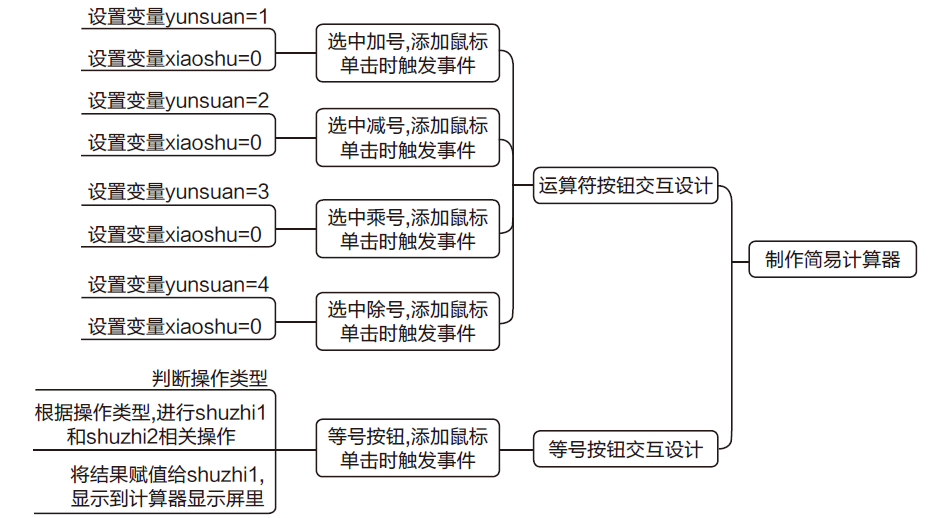 设置变量yunsuan=1
设置变量xiaoshu=0
选中加号,添加鼠标
单击时触发事件
设置变量yunsuan=2
设置变量xiaoshu=0
选中减号,添加鼠标
单击时触发事件
设置变量yunsuan=3
设置变量xiaoshu=0
选中乘号,添加鼠标
单击时触发事件
设置变量yunsuan=4
设置变量xiaoshu=0
选中除号,添加鼠标
单击时触发事件
运算符按钮交互设计
制作简易计算器
判断操作类型
根据操作类型,进行shuzhi1
和shuzhi2相关操作
将结果赋值给shuzhi1,
显示到计算器显示屏里
等号按钮,添加鼠标
单击时触发事件
等号按钮交互设计